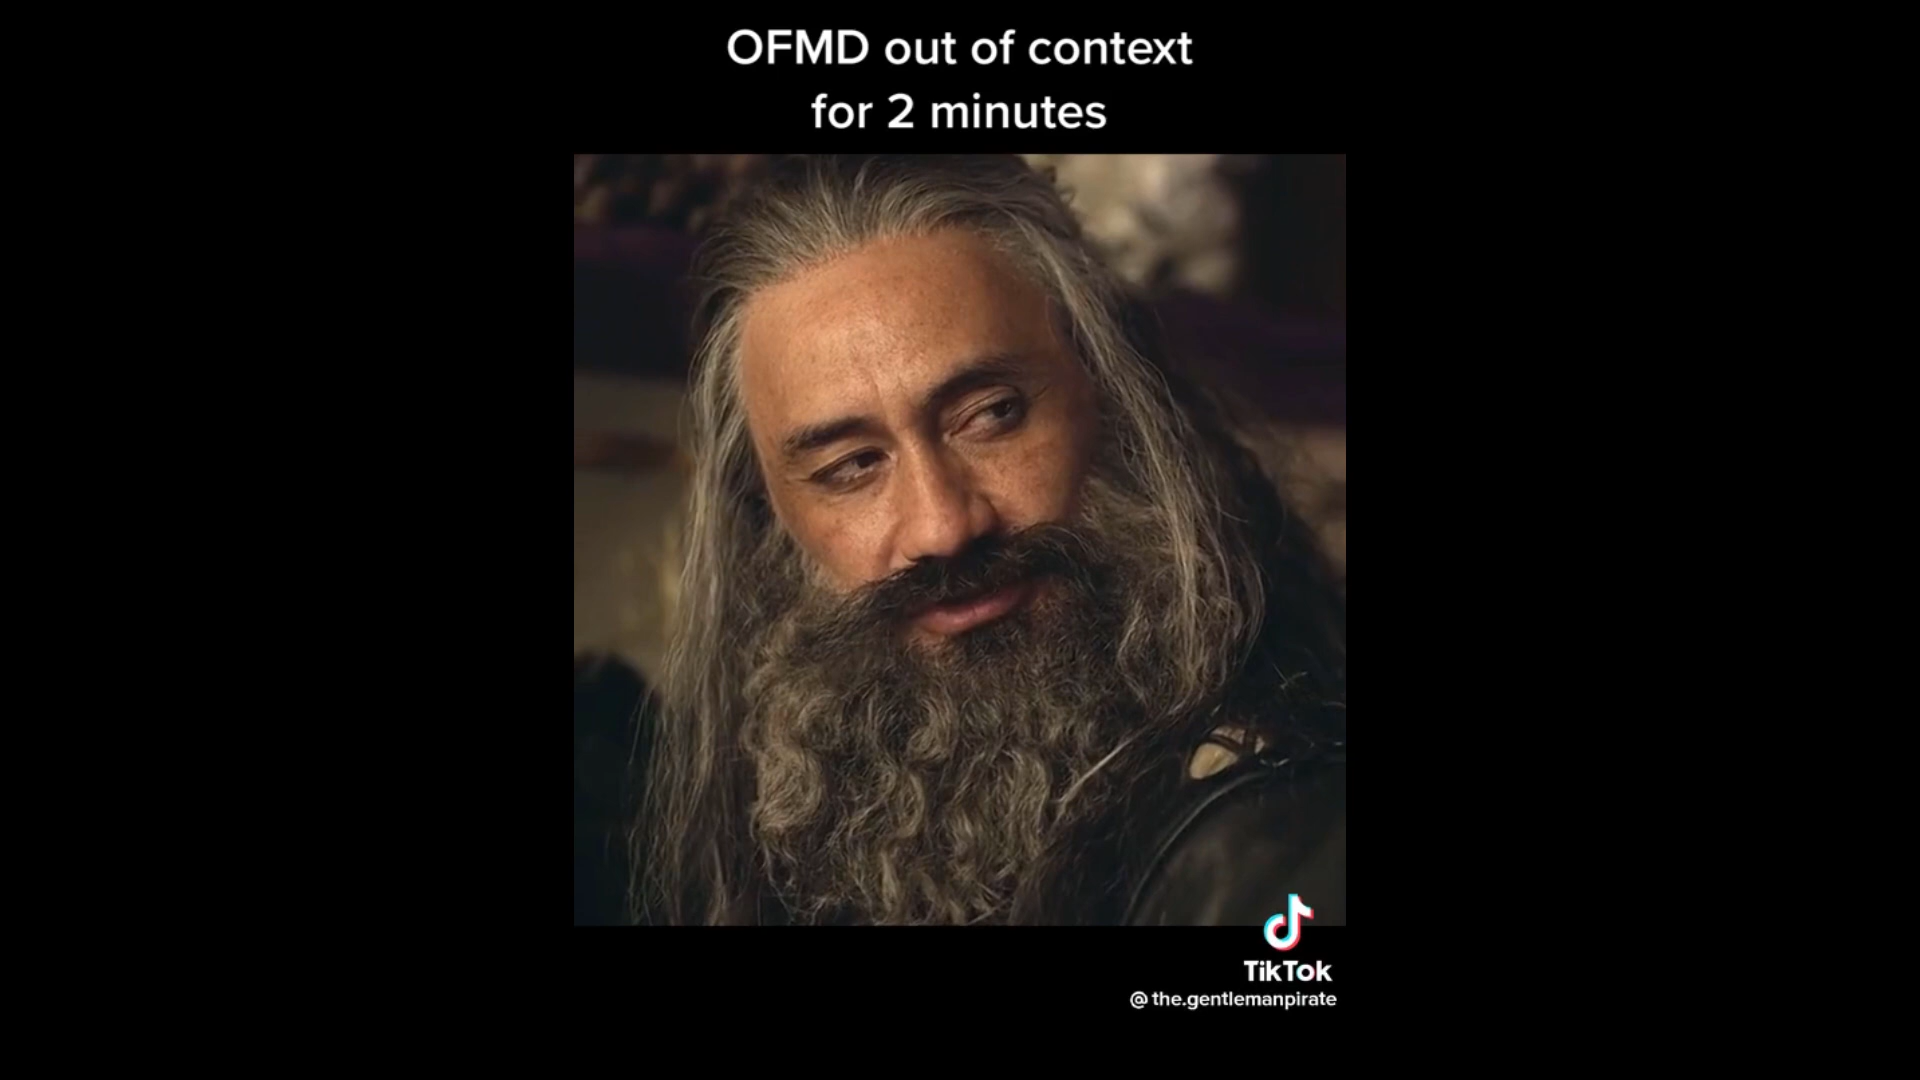 OFMD out of context
for 2 minutes
TikTok
@the.gentlemanpirate